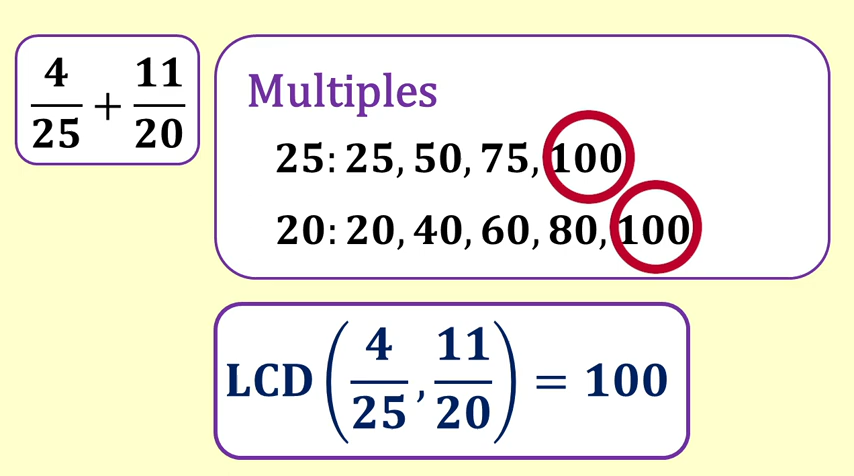 4/25 + 11/20
Multiples
25: 25, 50, 75, 100
20: 20, 40, 60, 80, 100
LCD (4/25, 11/20) = 100